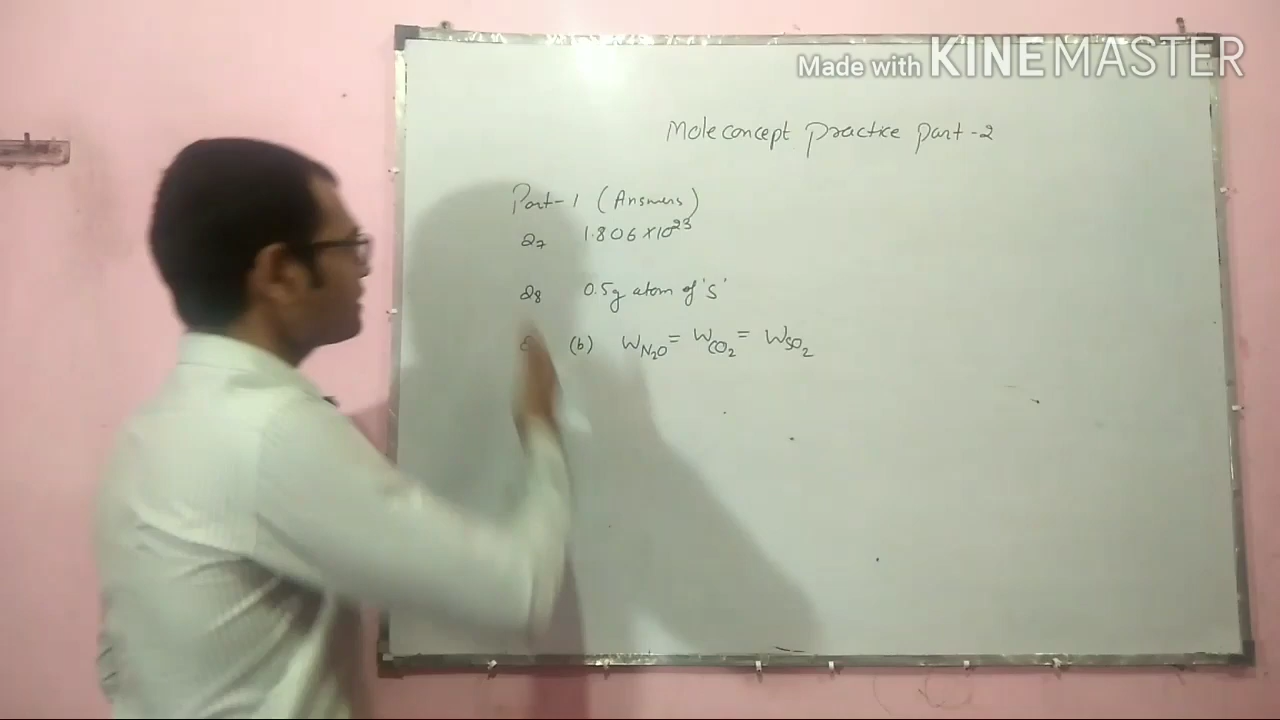 Made with KINEMASTER
Mole concept practice part-2
Part-1 (Answers)
Q7 1.806×10²³
Q8 0.5g atom of 'S'
(b) W_N₂O = W_CO₂ = W_SO₂